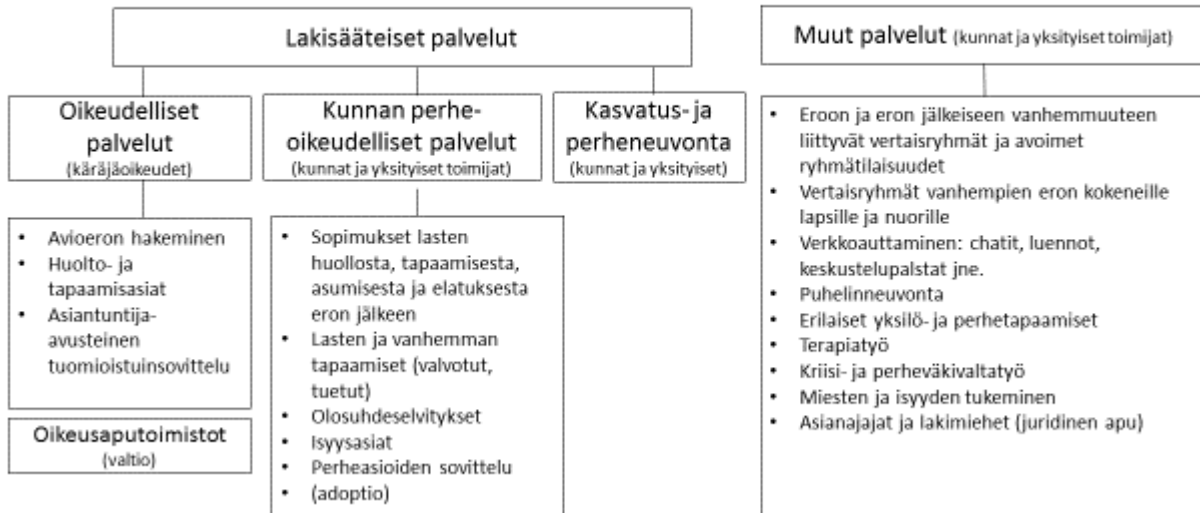 Lakisääteiset palvelut
Oikeudelliset
palvelut
(käräjäoikeudet)
• Avioeron hakeminen
• Huolto- ja
tapaamisasiat
• Asiantuntija-
avusteinen
tuomioistuinsovittelu
Oikeusaputoimistot
(valtio)
Kunnan perhe-
oikeudelliset palvelut
(kunnat ja yksityiset toimijat)
• Sopimukset lasten
huollosta, tapaamisesta,
asumisesta ja elatuksesta
eron jälkeen
• Lasten ja vanhemman
tapaamiset (valvotut,
tuetut)
• Olosuhdeselvitykset
• Isyysasiat
• Perheasioiden sovittelu
• (adoptio)
Kasvatus- ja
perheneuvonta
(kunnat ja yksityiset)
Muut palvelut (kunnat ja yksityiset toimijat)
• Eroon ja eron jälkeiseen vanhemmuuteen
liittyvät vertaisryhmät ja avoimet
ryhmätilaisuudet
• Vertaisryhmät vanhempien eron kokeneille
lapsille ja nuorille
• Verkkoauttaminen: chatit, luennot,
keskustelupalstat jne.
• Puhelinneuvonta
• Erilaiset yksilö- ja perhetapaamiset
• Terapiatyö
• Kriisi- ja perheväkivaltatyö
• Miesten ja isyyden tukeminen
• Asianajajat ja lakimiehet (juridinen apu)